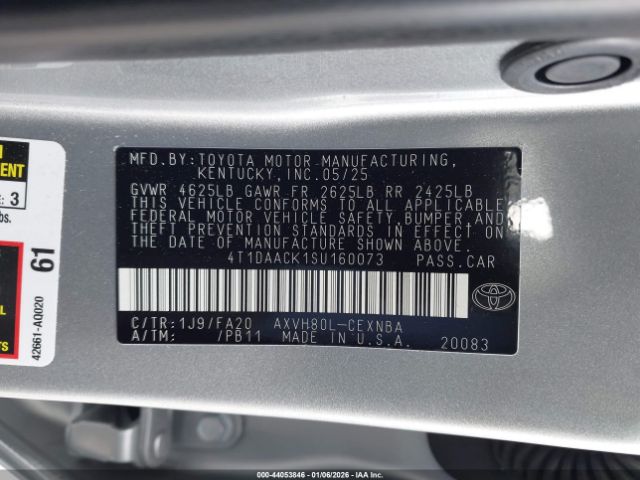 MFD.BY:TOYOTA MOTOR MANUFACTURING,
KENTUCKY,INC.05/25
GVWR 4625LB GAWR FR 2625LB RR 2425LB
THIS VEHICLE CONFORMS TO ALL APPLICABLE
FEDERAL MOTOR VEHICLE SAFETY,BUMPER AND
THEFT PREVENTION STANDARDS IN EFFECT ON
THE DATE OF MANUFACTURE SHOWN ABOVE.
4T1DAACK1SU160073 PASS.CAR
C/TR:1J9/FA20 AXVH80L-CEXNBA
A/TM: /PB11 MADE IN U.S.A. 20083
3
bs.
61
42661-AQ020
000-44053846 - 01/06/2026 - IAA Inc.